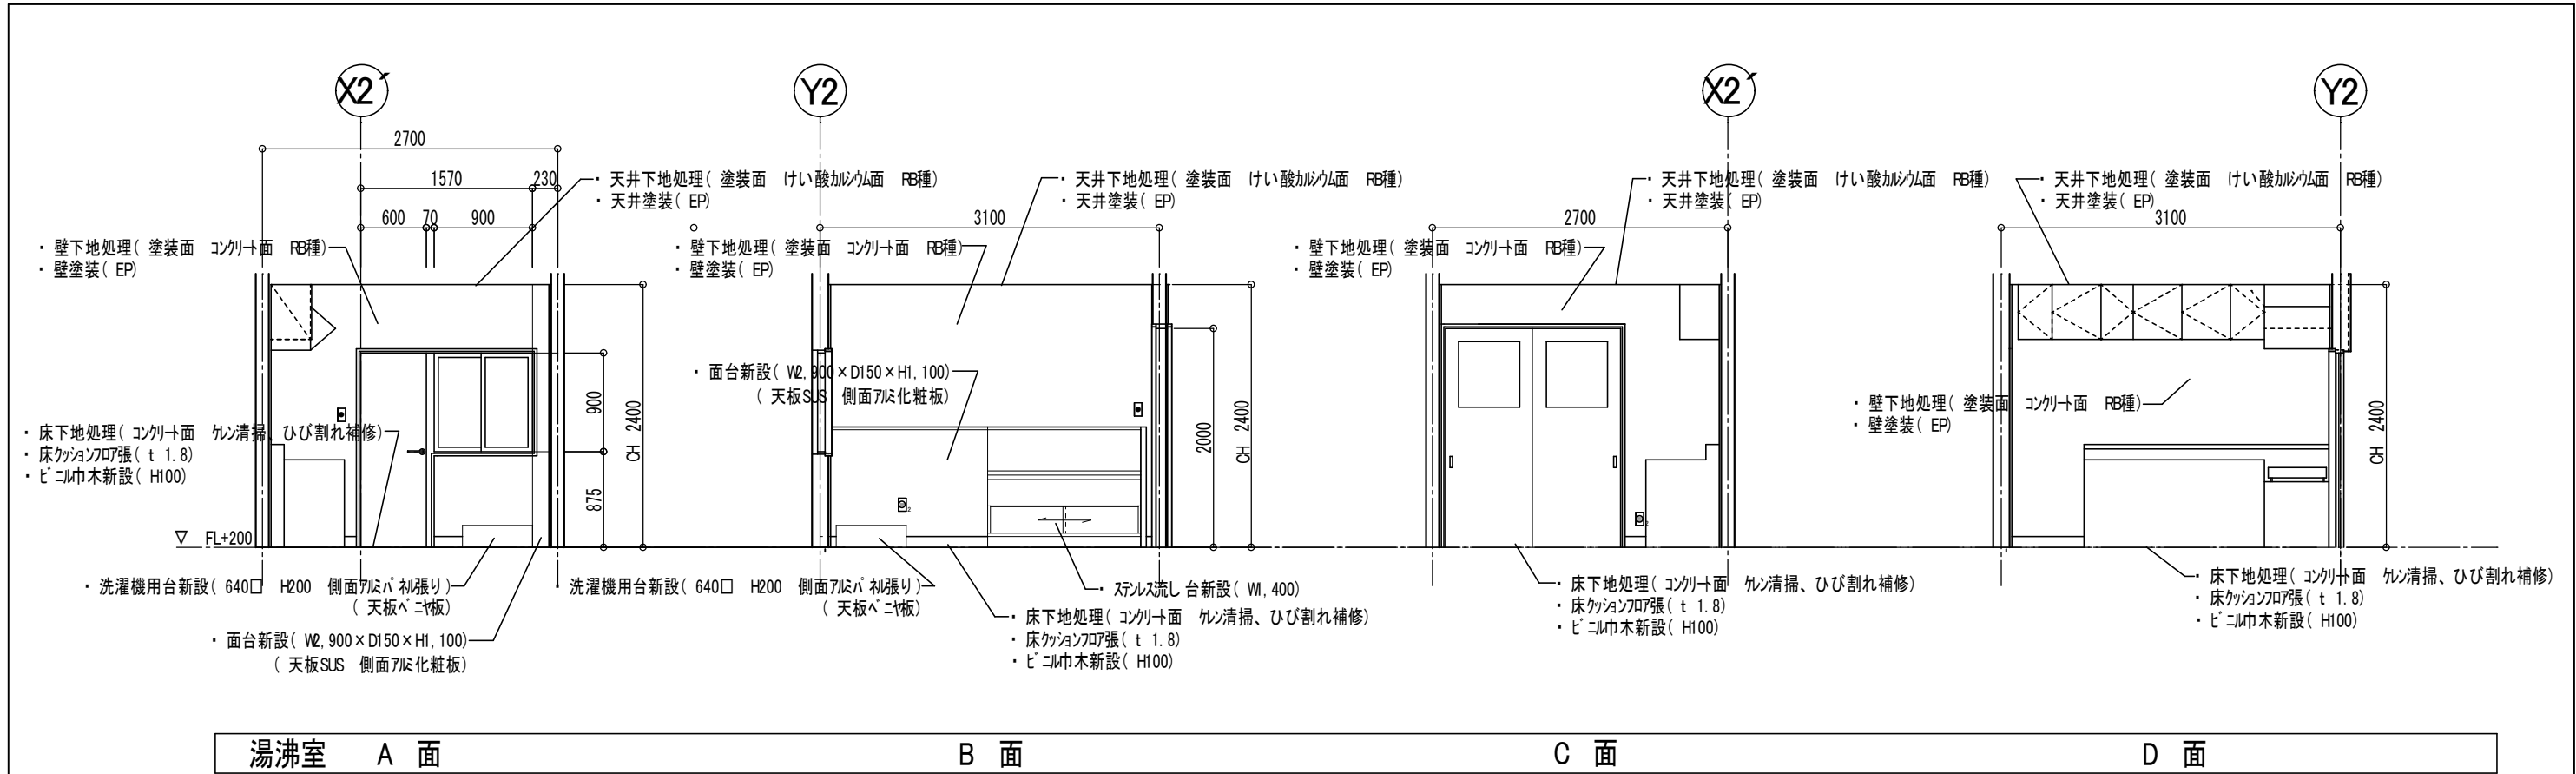 X2´
Y2
X2´
Y2
2700
1570
230
600
70
900
・天井下地処理( 塗装面 けい酸カルシウム面 RB種)
・天井塗装( EP)
・壁下地処理( 塗装面 コンクリート面 RB種)
・壁塗装( EP)
900
875
CH 2400
・床下地処理( コンクリート面 ケレン清掃、ひび割れ補修)
・床クッションフロア張( t 1.8)
・ビニル巾木新設( H100)
▽ FL+200
・洗濯機用台新設( 640□ H200 側面アルミパネル張り)
( 天板ベニヤ板)
・面台新設( W2,900×D150×H1,100)
( 天板SUS 側面アルミ化粧板)
3100
・天井下地処理( 塗装面 けい酸カルシウム面 RB種)
・天井塗装( EP)
・壁下地処理( 塗装面 コンクリート面 RB種)
・壁塗装( EP)
・面台新設( W2,900×D150×H1,100)
( 天板SUS 側面アルミ化粧板)
2
2000
CH 2400
・洗濯機用台新設( 640□ H200 側面アルミパネル張り)
( 天板ベニヤ板)
・ステンレス流し台新設( W1,400)
・床下地処理( コンクリート面 ケレン清掃、ひび割れ補修)
・床クッションフロア張( t 1.8)
・ビニル巾木新設( H100)
2700
・天井下地処理( 塗装面 けい酸カルシウム面 RB種)
・天井塗装( EP)
・壁下地処理( 塗装面 コンクリート面 RB種)
・壁塗装( EP)
2
・床下地処理( コンクリート面 ケレン清掃、ひび割れ補修)
・床クッションフロア張( t 1.8)
・ビニル巾木新設( H100)
3100
・天井下地処理( 塗装面 けい酸カルシウム面 RB種)
・天井塗装( EP)
・壁下地処理( 塗装面 コンクリート面 RB種)
・壁塗装( EP)
CH 2400
・床下地処理( コンクリート面 ケレン清掃、ひび割れ補修)
・床クッションフロア張( t 1.8)
・ビニル巾木新設( H100)
湯沸室 A 面
B 面
C 面
D 面